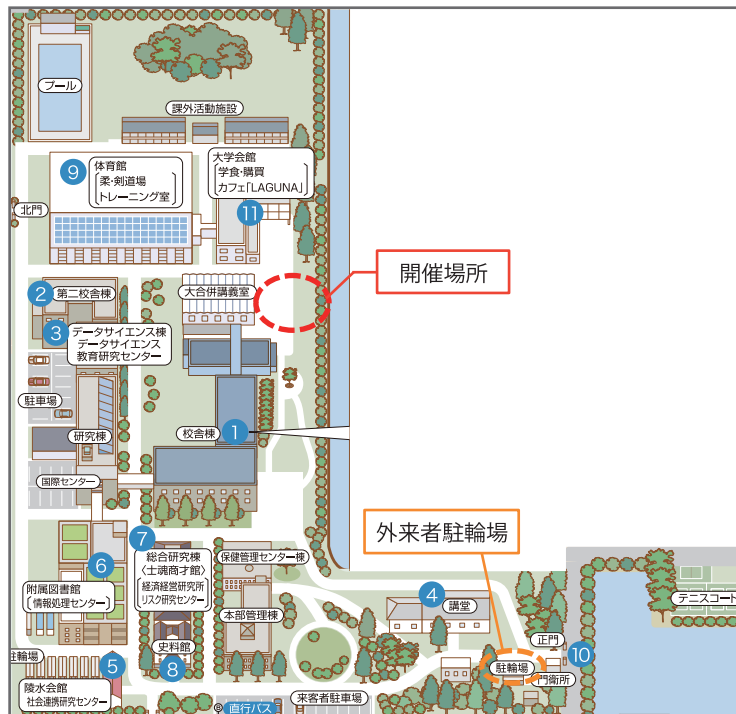 プール
課外活動施設
9
体育館
柔・剣道場
トレーニング室
大学会館
学食・購買
カフェ「LAGUNA」
11
北門
開催場所
2
第二校舎棟
大合併講義室
3
データサイエンス棟
データサイエンス
教育研究センター
駐車場
研究棟
校舎棟
1
国際センター
外来者駐輪場
7
総合研究棟
〈士魂商才館〉
経済経営研究所
リスク研究センター
保健管理センター棟
6
附属図書館
情報処理センター
4
講堂
本部管理棟
テニスコート
正門
10
史料館
8
駐輪場
駐輪場
門衛所
5
陵水会館
社会連携研究センター
直行バス
来客者駐車場